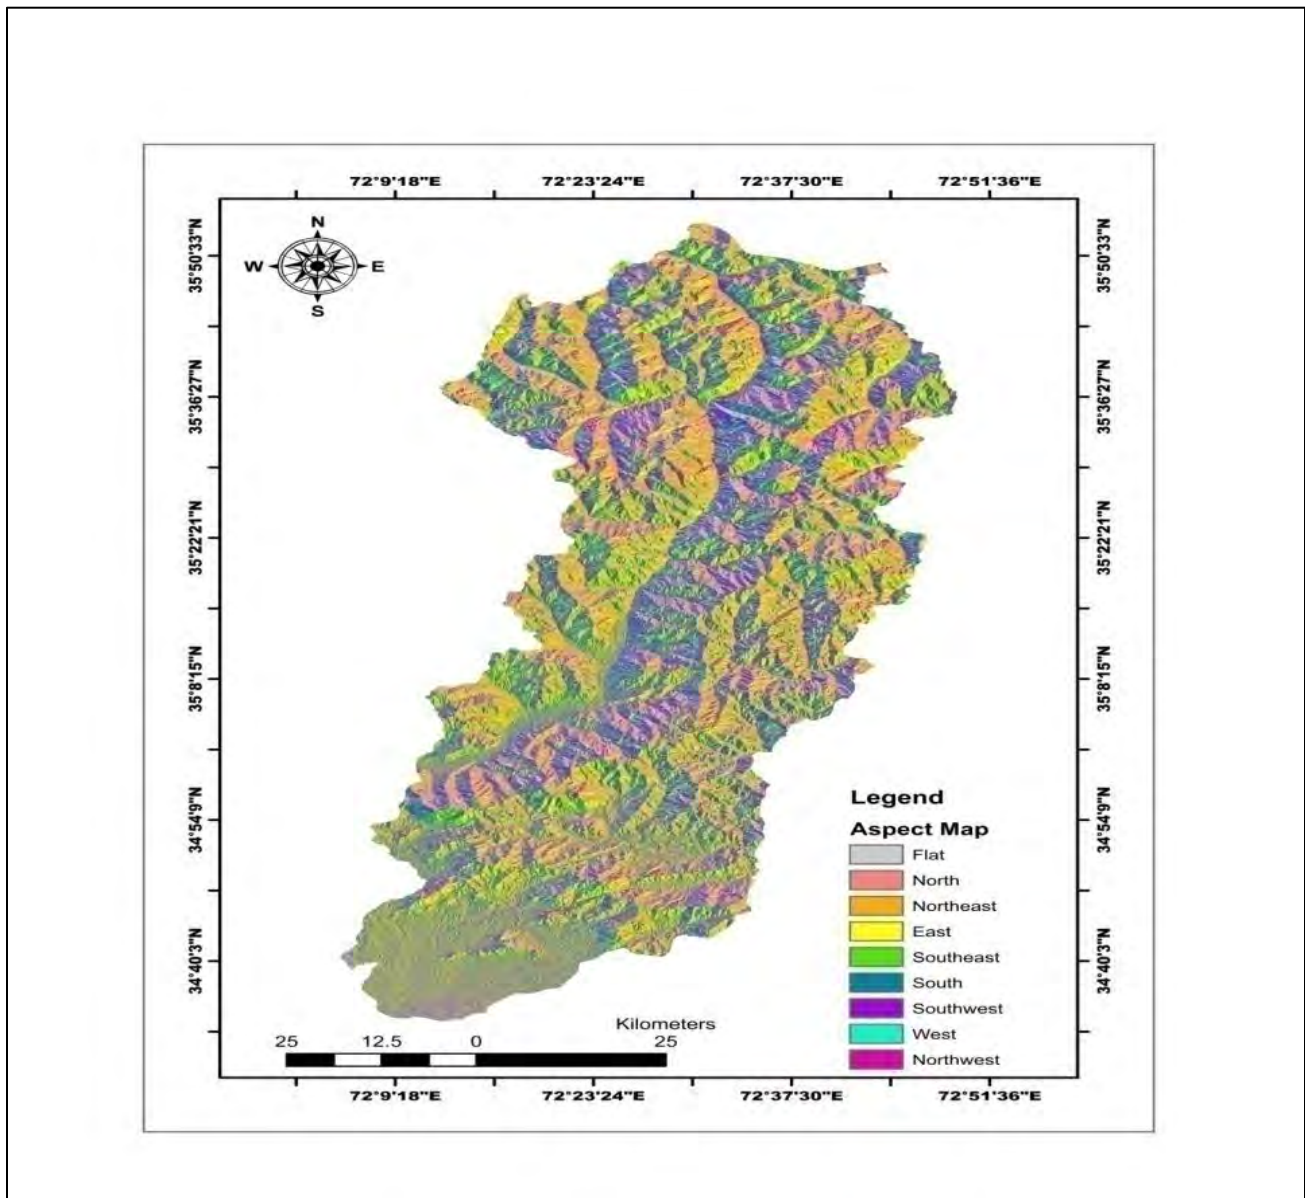 72°9'18"E 72°23'24"E 72°37'30"E 72°51'36"E
N
W E
S
35°50'33"N 35°50'33"N
35°36'27"N 35°36'27"N
35°22'21"N 35°22'21"N
35°8'15"N 35°8'15"N
34°54'9"N 34°54'9"N
34°40'3"N 34°40'3"N
Legend
Aspect Map
Flat
North
Northeast
East
Southeast
South
Southwest
West
Northwest
Kilometers
25 12.5 0 25
72°9'18"E 72°23'24"E 72°37'30"E 72°51'36"E